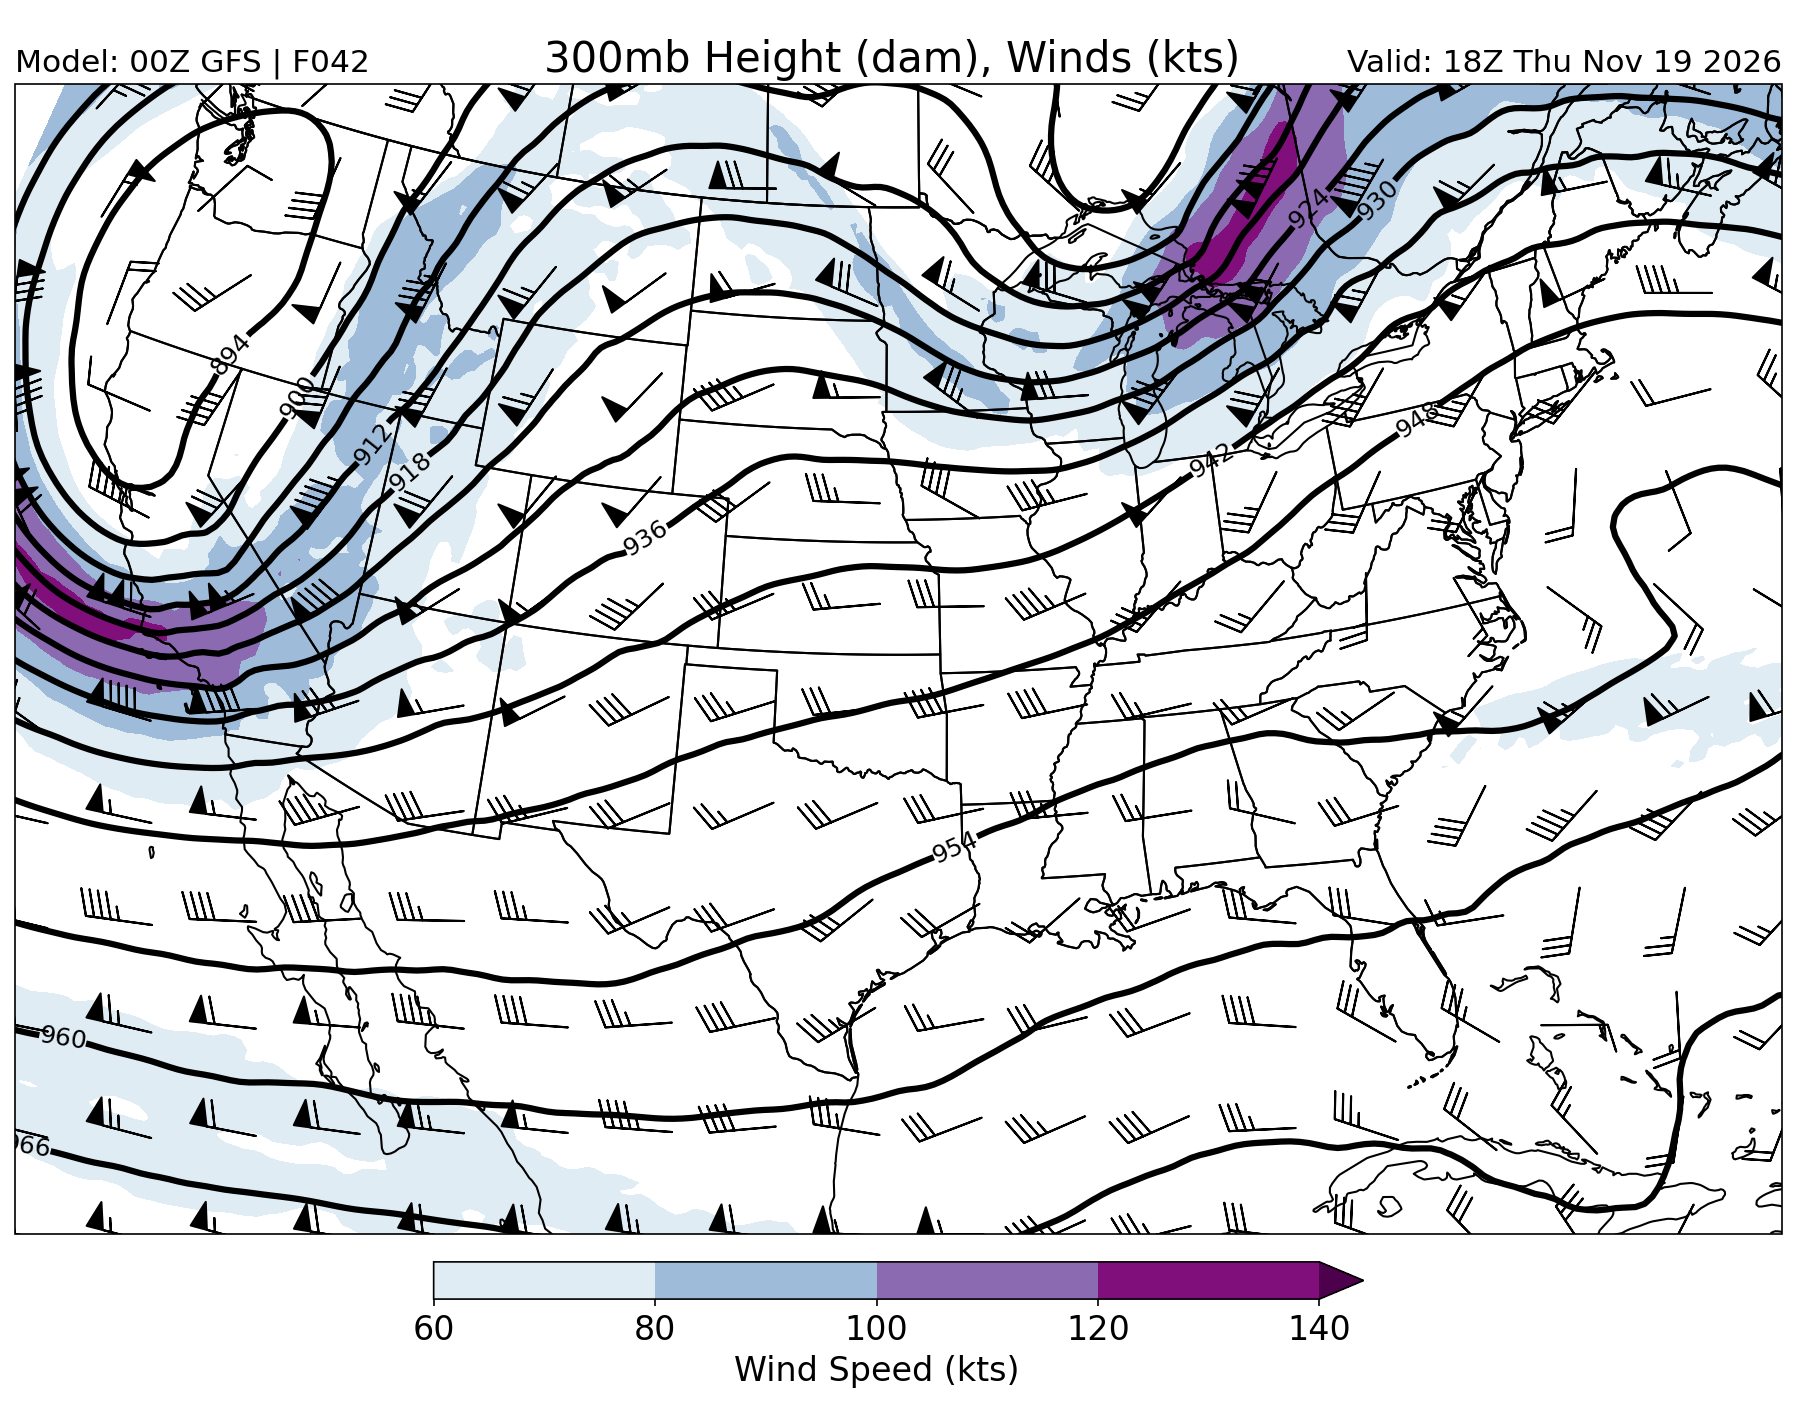 Model: 00Z GFS | F042
300mb Height (dam), Winds (kts)
Valid: 18Z Thu Nov 19 2026
924
930
894
900
912
918
948
942
936
954
960
966
60 80 100 120 140
Wind Speed (kts)